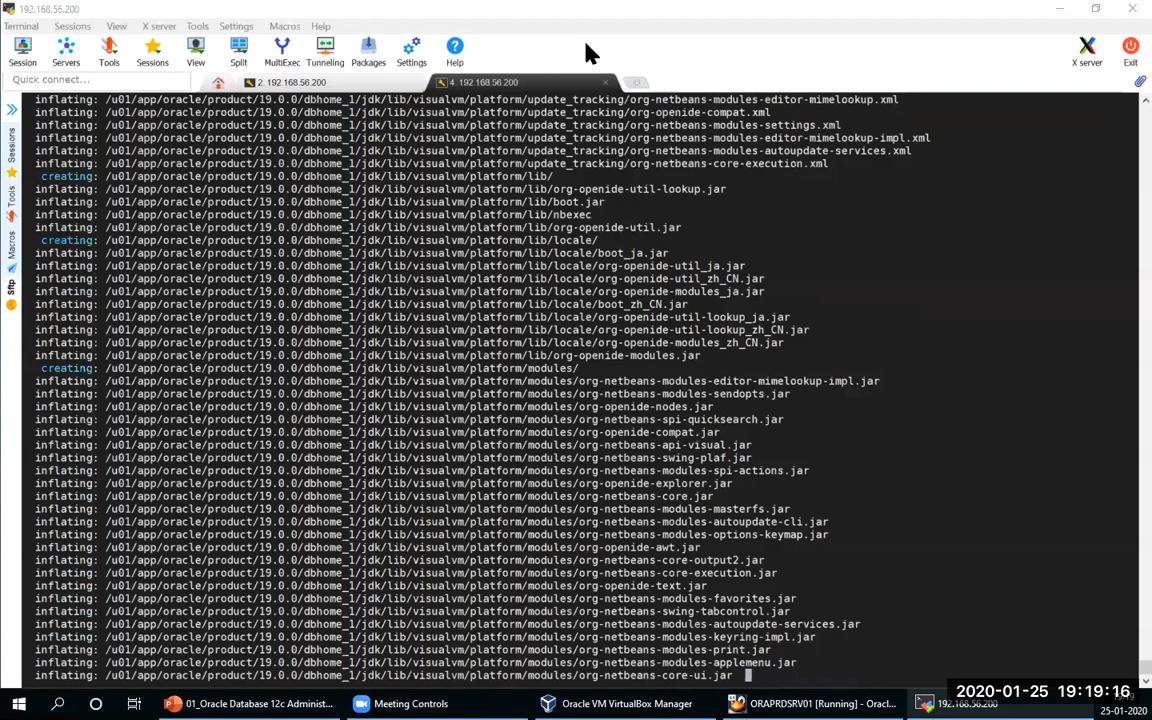 192.168.56.200
Terminal Sessions View X server Tools Settings Macros Help
Session Servers Tools Sessions View Split MultiExec Tunneling Packages Settings Help X server Exit
Quick connect...
2. 192.168.56.200
4. 192.168.56.200
Sessions
Tools
Macros
Sftp
inflating: /u01/app/oracle/product/19.0.0/dbhome_1/jdk/lib/visualvm/platform/update_tracking/org-netbeans-modules-editor-mimelookup.xml
inflating: /u01/app/oracle/product/19.0.0/dbhome_1/jdk/lib/visualvm/platform/update_tracking/org-openide-compat.xml
inflating: /u01/app/oracle/product/19.0.0/dbhome_1/jdk/lib/visualvm/platform/update_tracking/org-netbeans-modules-settings.xml
inflating: /u01/app/oracle/product/19.0.0/dbhome_1/jdk/lib/visualvm/platform/update_tracking/org-netbeans-modules-editor-mimelookup-impl.xml
inflating: /u01/app/oracle/product/19.0.0/dbhome_1/jdk/lib/visualvm/platform/update_tracking/org-netbeans-modules-autoupdate-services.xml
inflating: /u01/app/oracle/product/19.0.0/dbhome_1/jdk/lib/visualvm/platform/update_tracking/org-netbeans-core-execution.xml
creating: /u01/app/oracle/product/19.0.0/dbhome_1/jdk/lib/visualvm/platform/lib/
inflating: /u01/app/oracle/product/19.0.0/dbhome_1/jdk/lib/visualvm/platform/lib/org-openide-util-lookup.jar
inflating: /u01/app/oracle/product/19.0.0/dbhome_1/jdk/lib/visualvm/platform/lib/boot.jar
inflating: /u01/app/oracle/product/19.0.0/dbhome_1/jdk/lib/visualvm/platform/lib/nbexec
inflating: /u01/app/oracle/product/19.0.0/dbhome_1/jdk/lib/visualvm/platform/lib/org-openide-util.jar
creating: /u01/app/oracle/product/19.0.0/dbhome_1/jdk/lib/visualvm/platform/lib/locale/
inflating: /u01/app/oracle/product/19.0.0/dbhome_1/jdk/lib/visualvm/platform/lib/locale/boot_ja.jar
inflating: /u01/app/oracle/product/19.0.0/dbhome_1/jdk/lib/visualvm/platform/lib/locale/org-openide-util_ja.jar
inflating: /u01/app/oracle/product/19.0.0/dbhome_1/jdk/lib/visualvm/platform/lib/locale/org-openide-util_zh_CN.jar
inflating: /u01/app/oracle/product/19.0.0/dbhome_1/jdk/lib/visualvm/platform/lib/locale/org-openide-modules_ja.jar
inflating: /u01/app/oracle/product/19.0.0/dbhome_1/jdk/lib/visualvm/platform/lib/locale/boot_zh_CN.jar
inflating: /u01/app/oracle/product/19.0.0/dbhome_1/jdk/lib/visualvm/platform/lib/locale/org-openide-util-lookup_ja.jar
inflating: /u01/app/oracle/product/19.0.0/dbhome_1/jdk/lib/visualvm/platform/lib/locale/org-openide-util-lookup_zh_CN.jar
inflating: /u01/app/oracle/product/19.0.0/dbhome_1/jdk/lib/visualvm/platform/lib/locale/org-openide-modules_zh_CN.jar
inflating: /u01/app/oracle/product/19.0.0/dbhome_1/jdk/lib/visualvm/platform/lib/org-openide-modules.jar
creating: /u01/app/oracle/product/19.0.0/dbhome_1/jdk/lib/visualvm/platform/modules/
inflating: /u01/app/oracle/product/19.0.0/dbhome_1/jdk/lib/visualvm/platform/modules/org-netbeans-modules-editor-mimelookup-impl.jar
inflating: /u01/app/oracle/product/19.0.0/dbhome_1/jdk/lib/visualvm/platform/modules/org-netbeans-modules-sendopts.jar
inflating: /u01/app/oracle/product/19.0.0/dbhome_1/jdk/lib/visualvm/platform/modules/org-openide-nodes.jar
inflating: /u01/app/oracle/product/19.0.0/dbhome_1/jdk/lib/visualvm/platform/modules/org-netbeans-spi-quicksearch.jar
inflating: /u01/app/oracle/product/19.0.0/dbhome_1/jdk/lib/visualvm/platform/modules/org-openide-compat.jar
inflating: /u01/app/oracle/product/19.0.0/dbhome_1/jdk/lib/visualvm/platform/modules/org-netbeans-api-visual.jar
inflating: /u01/app/oracle/product/19.0.0/dbhome_1/jdk/lib/visualvm/platform/modules/org-netbeans-swing-plaf.jar
inflating: /u01/app/oracle/product/19.0.0/dbhome_1/jdk/lib/visualvm/platform/modules/org-netbeans-modules-spi-actions.jar
inflating: /u01/app/oracle/product/19.0.0/dbhome_1/jdk/lib/visualvm/platform/modules/org-openide-explorer.jar
inflating: /u01/app/oracle/product/19.0.0/dbhome_1/jdk/lib/visualvm/platform/modules/org-netbeans-core.jar
inflating: /u01/app/oracle/product/19.0.0/dbhome_1/jdk/lib/visualvm/platform/modules/org-netbeans-modules-masterfs.jar
inflating: /u01/app/oracle/product/19.0.0/dbhome_1/jdk/lib/visualvm/platform/modules/org-netbeans-modules-autoupdate-cli.jar
inflating: /u01/app/oracle/product/19.0.0/dbhome_1/jdk/lib/visualvm/platform/modules/org-netbeans-modules-options-keymap.jar
inflating: /u01/app/oracle/product/19.0.0/dbhome_1/jdk/lib/visualvm/platform/modules/org-openide-awt.jar
inflating: /u01/app/oracle/product/19.0.0/dbhome_1/jdk/lib/visualvm/platform/modules/org-netbeans-core-output2.jar
inflating: /u01/app/oracle/product/19.0.0/dbhome_1/jdk/lib/visualvm/platform/modules/org-netbeans-core-execution.jar
inflating: /u01/app/oracle/product/19.0.0/dbhome_1/jdk/lib/visualvm/platform/modules/org-openide-text.jar
inflating: /u01/app/oracle/product/19.0.0/dbhome_1/jdk/lib/visualvm/platform/modules/org-netbeans-modules-favorites.jar
inflating: /u01/app/oracle/product/19.0.0/dbhome_1/jdk/lib/visualvm/platform/modules/org-netbeans-swing-tabcontrol.jar
inflating: /u01/app/oracle/product/19.0.0/dbhome_1/jdk/lib/visualvm/platform/modules/org-netbeans-modules-autoupdate-services.jar
inflating: /u01/app/oracle/product/19.0.0/dbhome_1/jdk/lib/visualvm/platform/modules/org-netbeans-modules-keyring-impl.jar
inflating: /u01/app/oracle/product/19.0.0/dbhome_1/jdk/lib/visualvm/platform/modules/org-netbeans-modules-print.jar
inflating: /u01/app/oracle/product/19.0.0/dbhome_1/jdk/lib/visualvm/platform/modules/org-netbeans-modules-applemenu.jar
inflating: /u01/app/oracle/product/19.0.0/dbhome_1/jdk/lib/visualvm/platform/modules/org-netbeans-core-ui.jar
2020-01-25 19:19:16
01_Oracle Database 12c Administ... Meeting Controls Oracle VM VirtualBox Manager ORAPRDSRV01 [Running] - Orac... 192.168.56.200
25-01-2020